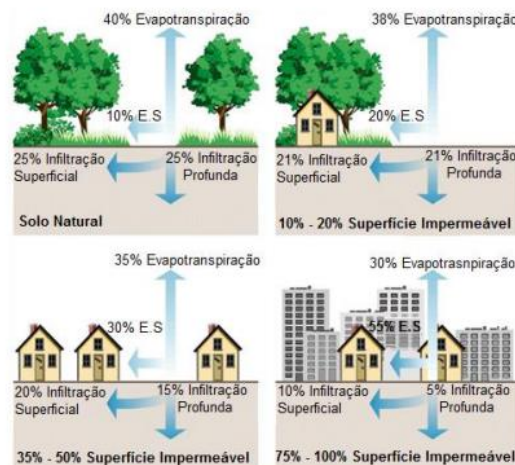 40% Evapotranspiração
10% E.S
25% Infiltração
Superficial
25% Infiltração
Profunda
Solo Natural
38% Evapotranspiração
20% E.S
21% Infiltração
Superficial
21% Infiltração
Profunda
10% - 20% Superfície Impermeável
35% Evapotranspiração
30% E.S
20% Infiltração
Superficial
15% Infiltração
Profunda
35% - 50% Superfície Impermeável
30% Evapotrasnpiração
55% E.S
10% Infiltração
Superficial
5% Infiltração
Profunda
75% - 100% Superfície Impermeável